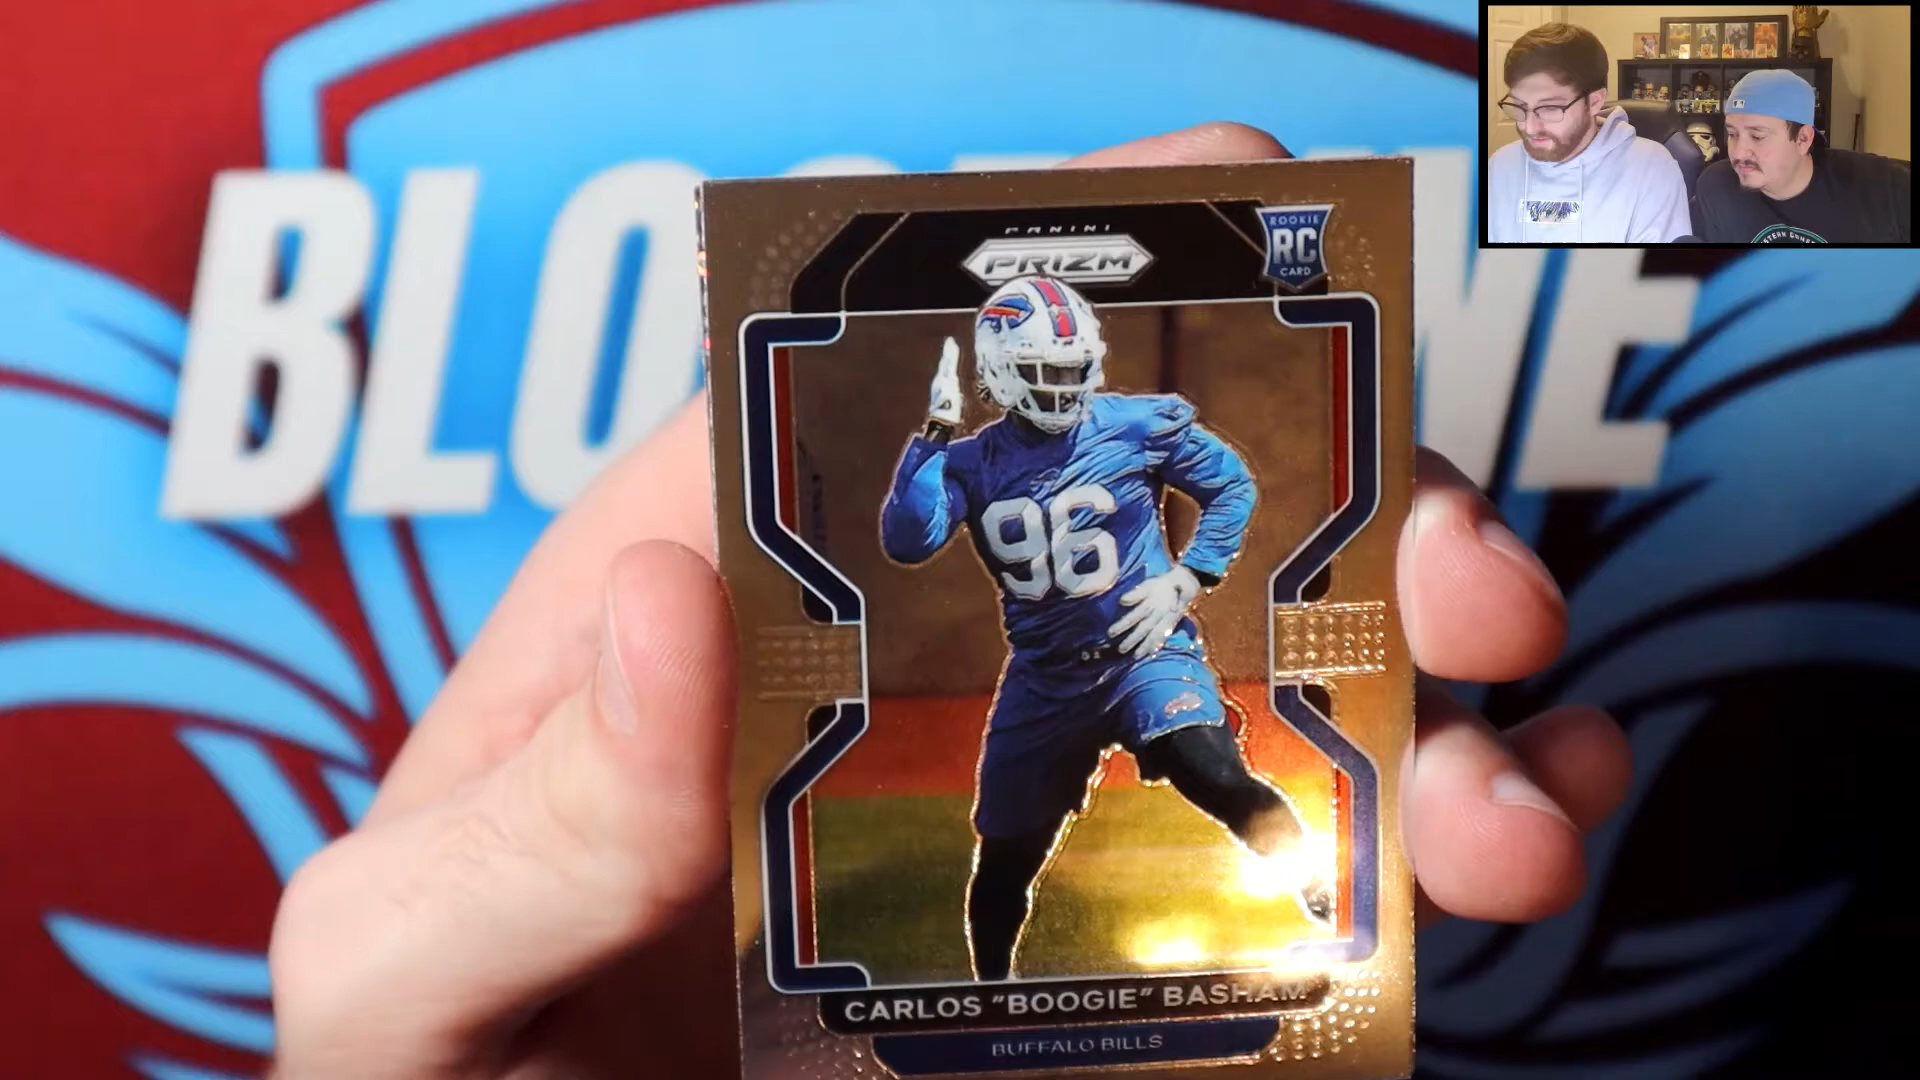 PANINI
PRIZM
ROOKIE
RC
CARD
96
CARLOS "BOOGIE" BASHAM
BUFFALO BILLS